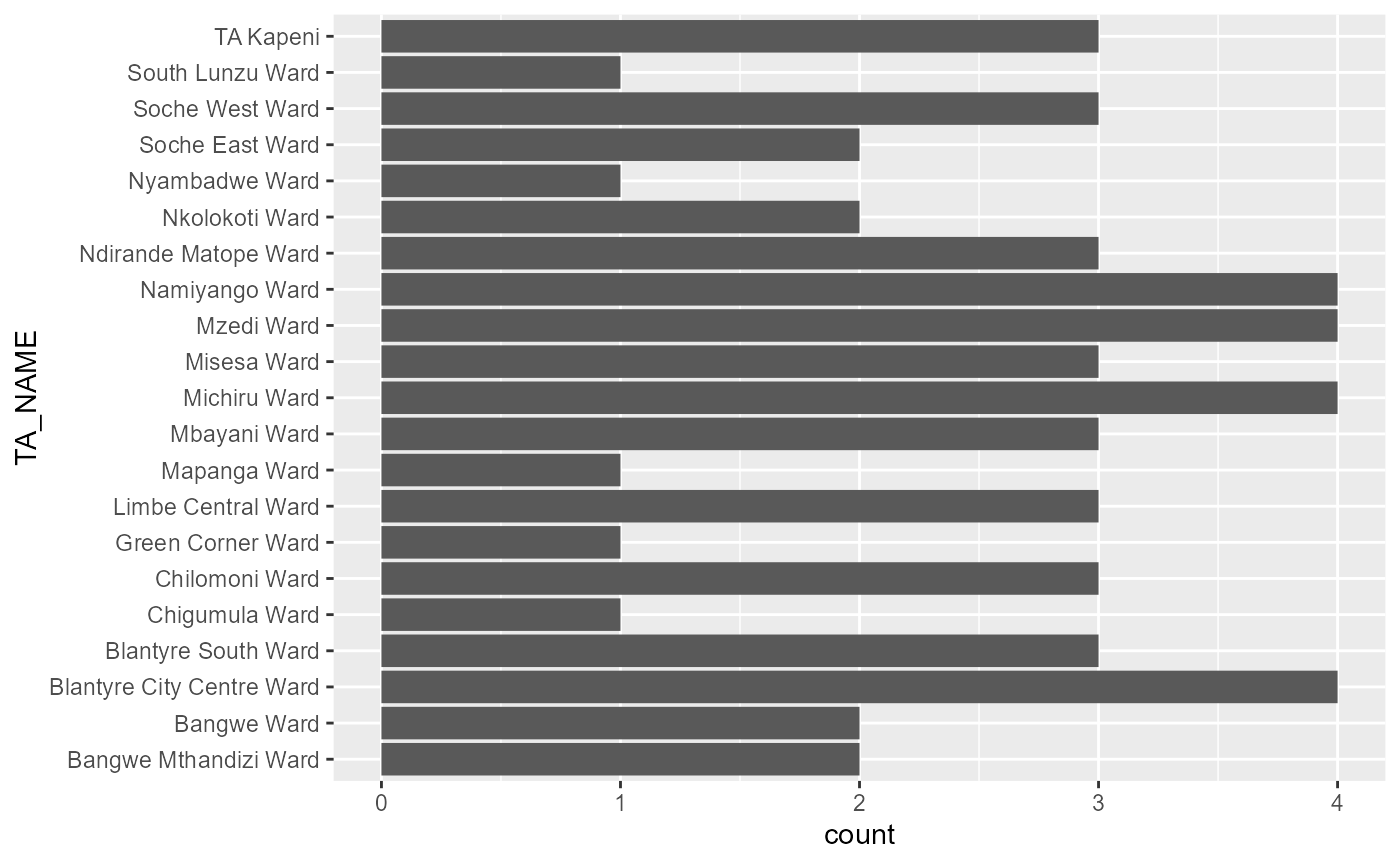 TA_NAME
TA Kapeni
South Lunzu Ward
Soche West Ward
Soche East Ward
Nyambadwe Ward
Nkolokoti Ward
Ndirande Matope Ward
Namiyango Ward
Mzedi Ward
Misesa Ward
Michiru Ward
Mbayani Ward
Mapanga Ward
Limbe Central Ward
Green Corner Ward
Chilomoni Ward
Chigumula Ward
Blantyre South Ward
Blantyre City Centre Ward
Bangwe Ward
Bangwe Mthandizi Ward
0 1 2 3 4
count